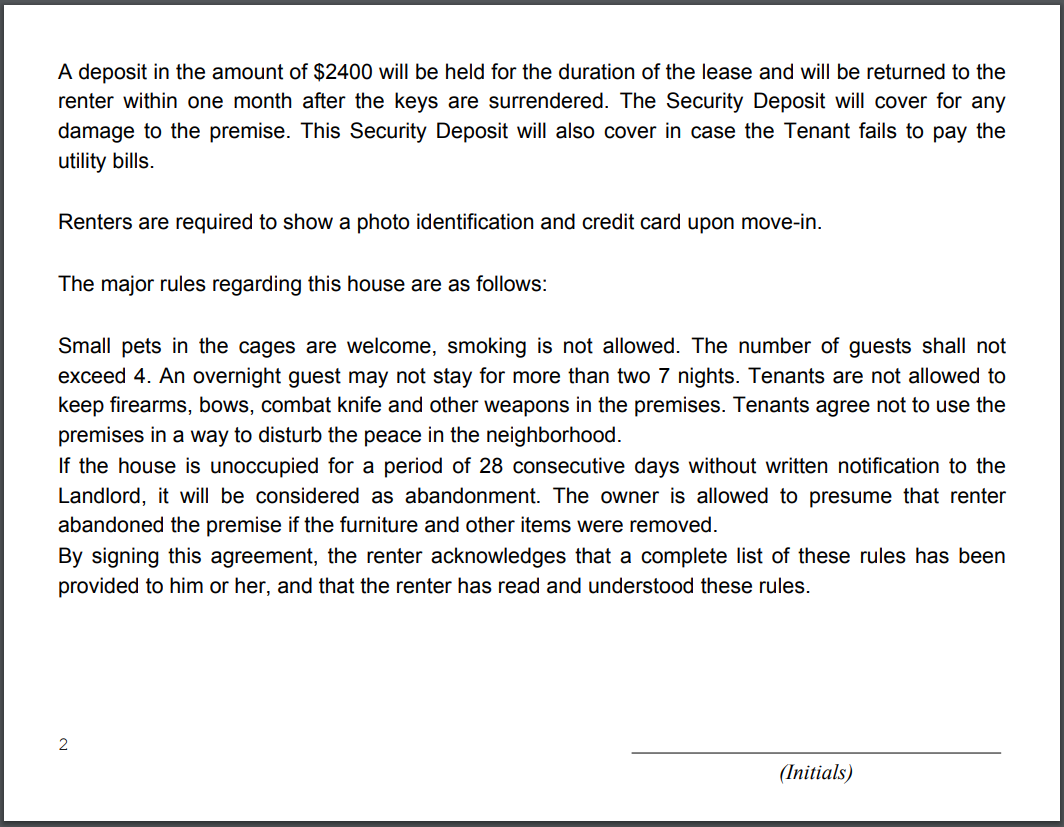 A deposit in the amount of $2400 will be held for the duration of the lease and will be returned to the
renter within one month after the keys are surrendered. The Security Deposit will cover for any
damage to the premise. This Security Deposit will also cover in case the Tenant fails to pay the
utility bills.
Renters are required to show a photo identification and credit card upon move-in.
The major rules regarding this house are as follows:
Small pets in the cages are welcome, smoking is not allowed. The number of guests shall not
exceed 4. An overnight guest may not stay for more than two 7 nights. Tenants are not allowed to
keep firearms, bows, combat knife and other weapons in the premises. Tenants agree not to use the
premises in a way to disturb the peace in the neighborhood.
If the house is unoccupied for a period of 28 consecutive days without written notification to the
Landlord, it will be considered as abandonment. The owner is allowed to presume that renter
abandoned the premise if the furniture and other items were removed.
By signing this agreement, the renter acknowledges that a complete list of these rules has been
provided to him or her, and that the renter has read and understood these rules.
2
(Initials)